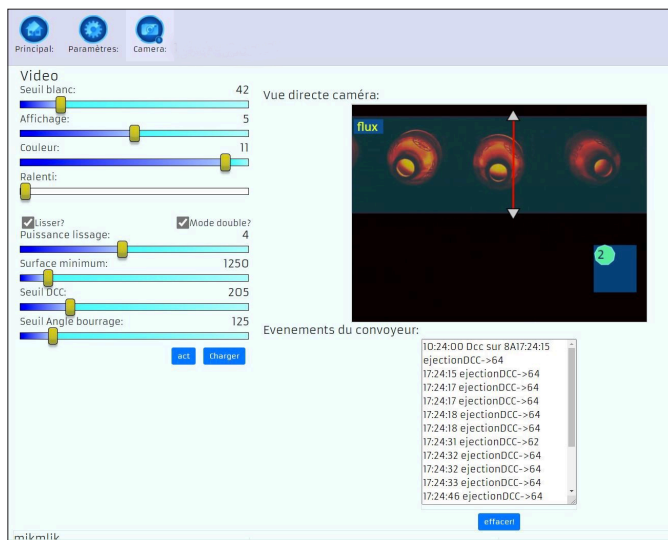 Principal: Paramètres: Camera:
Video
Seuil blanc: 42
Affichage: 5
Couleur: 11
Ralenti:
Lisser? Mode double?
Puissance lissage: 4
Surface minimum: 1250
Seuil DCC: 205
Seuil Angle bourrage: 125
act Charger
Vue directe caméra:
flux
2
Evenements du convoyeur:
10:24:00 Dcc sur 8A17:24:15
ejectionDCC->64
17:24:15 ejectionDCC->64
17:24:17 ejectionDCC->64
17:24:17 ejectionDCC->64
17:24:18 ejectionDCC->64
17:24:18 ejectionDCC->64
17:24:31 ejectionDCC->62
17:24:32 ejectionDCC->64
17:24:32 ejectionDCC->64
17:24:33 ejectionDCC->64
17:24:46 ejectionDCC->64
effacer!
mikmlik